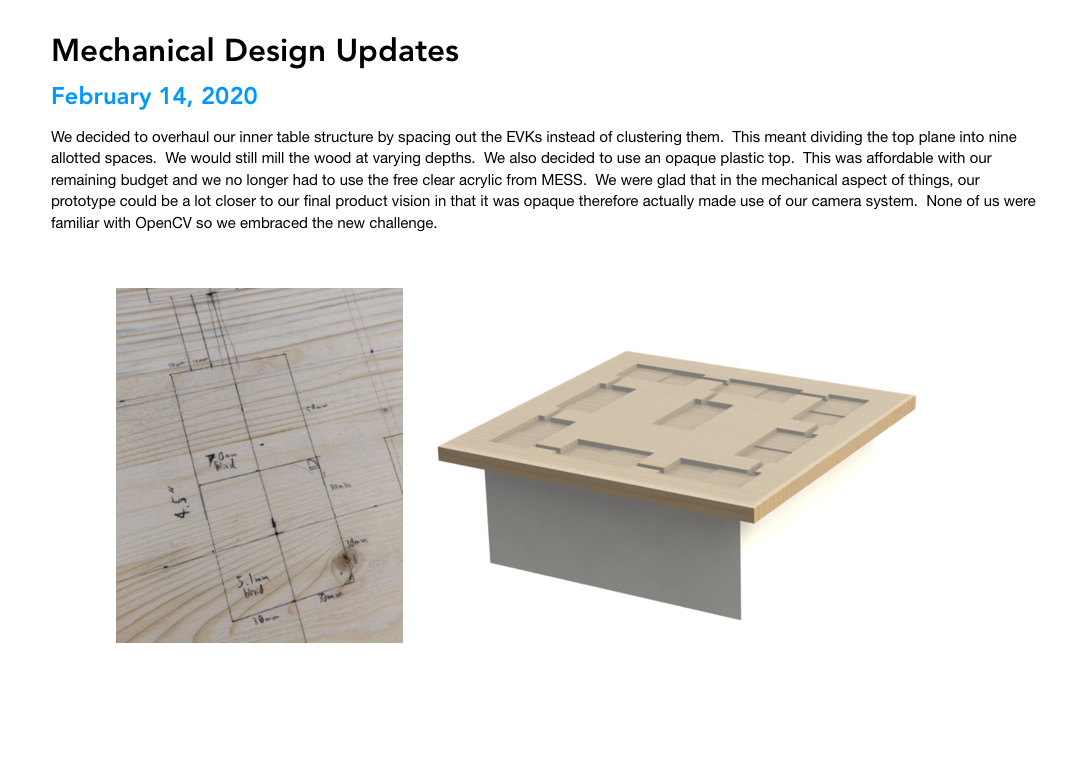 Mechanical Design Updates
February 14, 2020
We decided to overhaul our inner table structure by spacing out the EVKs instead of clustering them.  This meant dividing the top plane into nine
allotted spaces.  We would still mill the wood at varying depths.  We also decided to use an opaque plastic top.  This was affordable with our
remaining budget and we no longer had to use the free clear acrylic from MESS.  We were glad that in the mechanical aspect of things, our
prototype could be a lot closer to our final product vision in that it was opaque therefore actually made use of our camera system.  None of us were
familiar with OpenCV so we embraced the new challenge.
7.0mm
blind
4.5"
30mm
5.1mm
blind
30mm